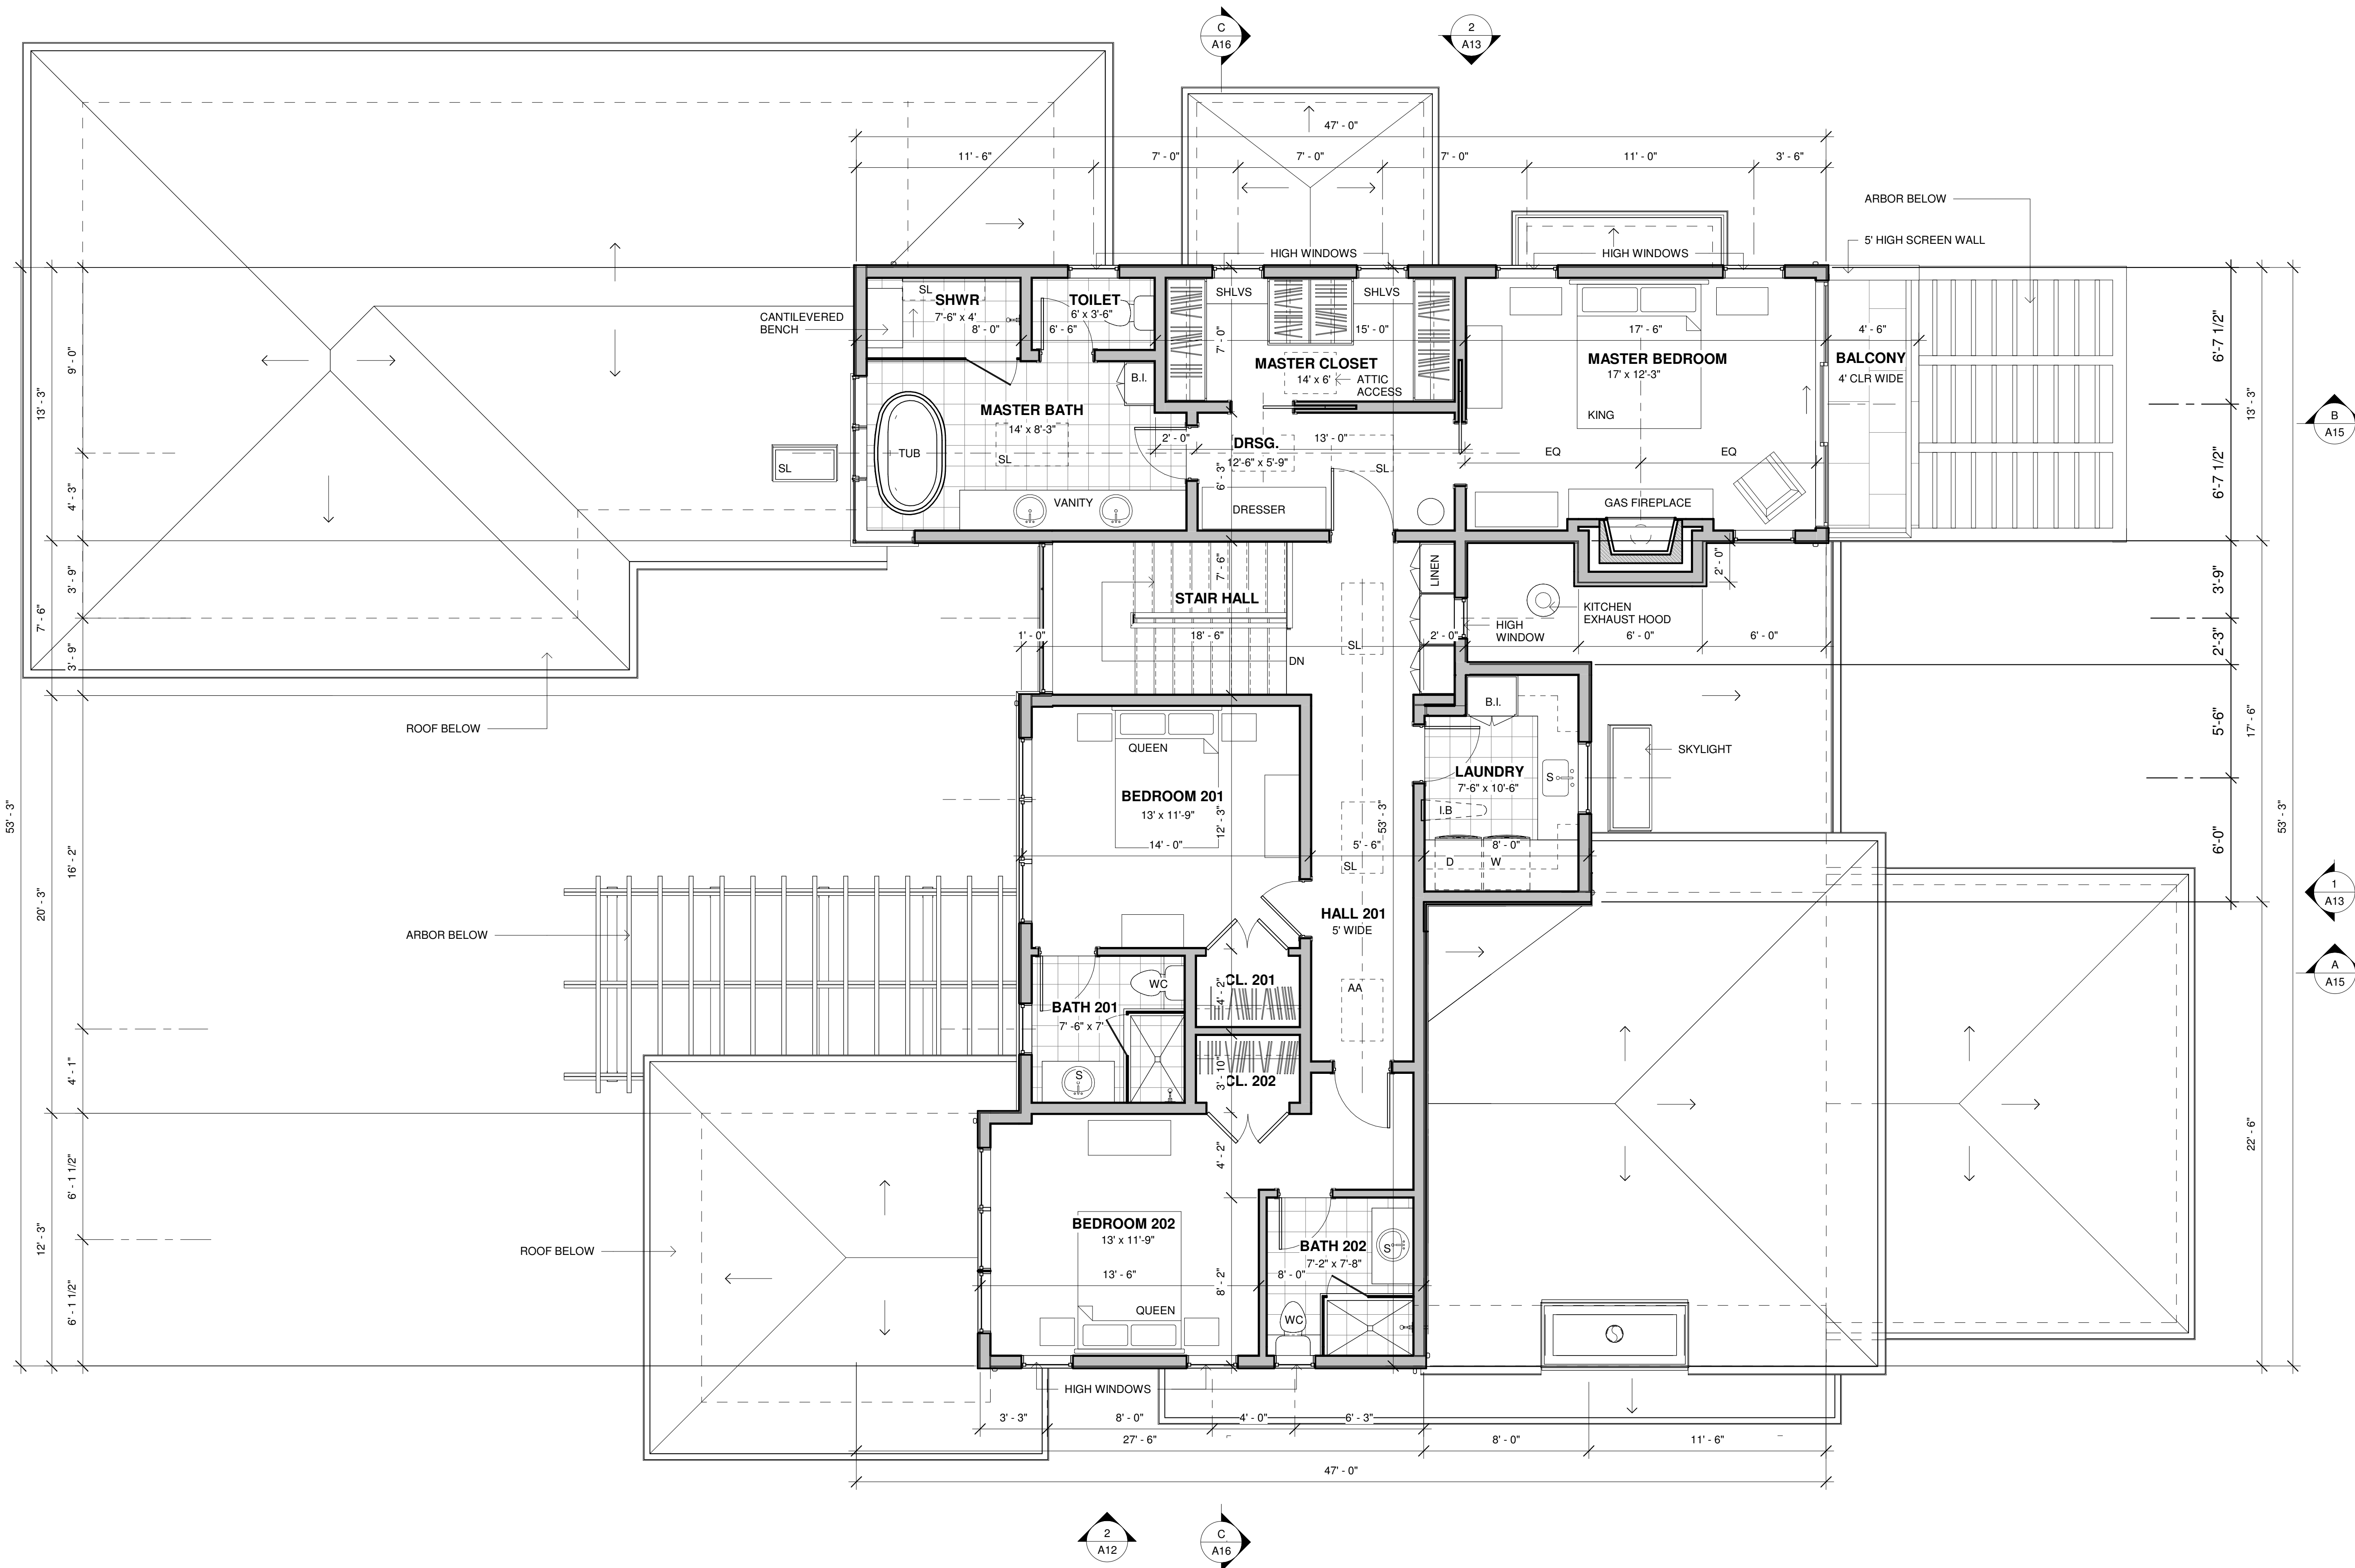 C
A16
2
A13
47' - 0"
11' - 6"
7' - 0"
7' - 0"
7' - 0"
11' - 0"
3' - 6"
ARBOR BELOW
5' HIGH SCREEN WALL
HIGH WINDOWS
HIGH WINDOWS
SL
SHWR
7'-6" x 4'
8' - 0"
CANTILEVERED
BENCH
TOILET
6' x 3'-6"
6' - 6"
SHLVS
SHLVS
7' - 0"
15' - 0"
MASTER CLOSET
14' x 6'
ATTIC
ACCESS
17' - 6"
MASTER BEDROOM
17' x 12'-3"
KING
4' - 6"
BALCONY
4' CLR WIDE
B.I.
MASTER BATH
14' x 8'-3"
SL
TUB
SL
VANITY
2' - 0"
DRSG.
12'-6" x 5'-9"
13' - 0"
SL
6' - 3"
DRESSER
EQ
EQ
GAS FIREPLACE
B
A15
9' - 0"
13' - 3"
4' - 3"
3' - 9"
7' - 6"
3' - 9"
6'-7 1/2"
13' - 3"
6'-7 1/2"
3'-9"
2'-3"
7' - 6"
STAIR HALL
1' - 0"
18' - 6"
DN
LINEN
SL
2' - 0"
HIGH
WINDOW
KITCHEN
EXHAUST HOOD
2' - 0"
6' - 0"
6' - 0"
ROOF BELOW
QUEEN
BEDROOM 201
13' x 11'-9"
12' - 3"
14' - 0"
53' - 3"
5' - 6"
SL
B.I.
LAUNDRY
7'-6" x 10'-6"
S
I.B
8' - 0"
D
W
SKYLIGHT
5'-6"
17' - 6"
6'-0"
53' - 3"
53' - 3"
16' - 2"
20' - 3"
ARBOR BELOW
HALL 201
5' WIDE
1
A13
A
A15
CL. 201
4' - 2"
WC
BATH 201
7' -6" x 7'
S
AA
3' - 10"
CL. 202
4' - 1"
22' - 6"
6' - 1 1/2"
12' - 3"
6' - 1 1/2"
4' - 2"
ROOF BELOW
BEDROOM 202
13' x 11'-9"
13' - 6"
QUEEN
8' - 2"
BATH 202
7'-2" x 7'-8"
8' - 0"
S
WC
HIGH WINDOWS
3' - 3"
8' - 0"
4' - 0"
6' - 3"
27' - 6"
8' - 0"
11' - 6"
47' - 0"
2
A12
C
A16